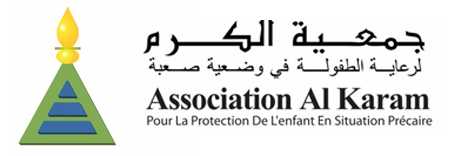 جمعية الكرم
لرعاية الطفولة في وضعية صعبة
Association Al Karam
Pour La Protection De L'enfant En Situation Précaire